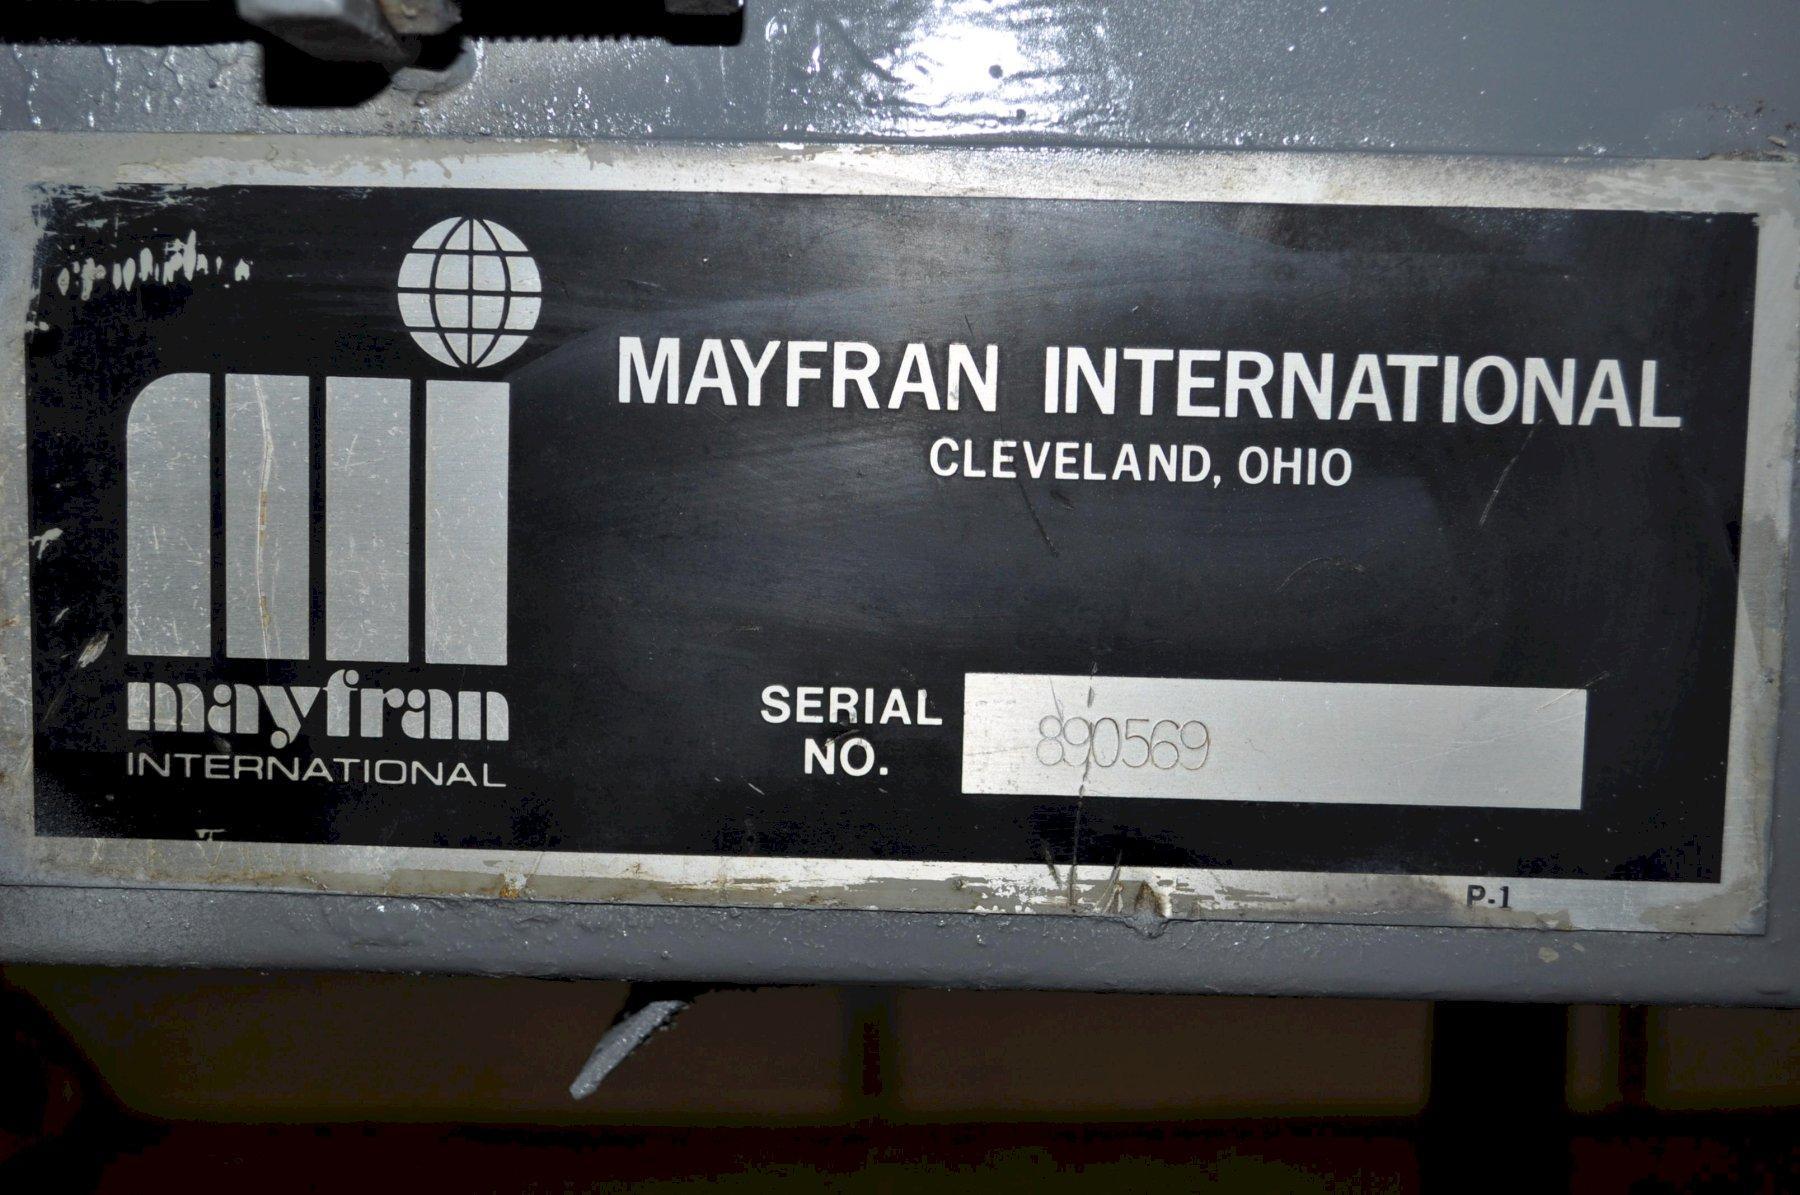 MAYFRAN INTERNATIONAL
CLEVELAND, OHIO
mayfran
INTERNATIONAL
SERIAL
NO.
890569
P-1